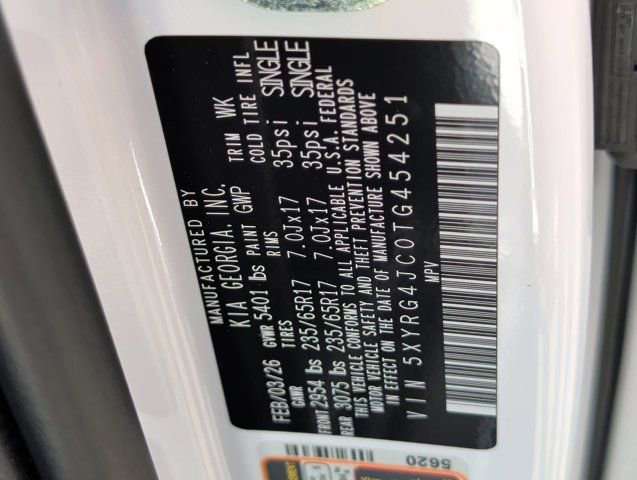 MANUFACTURED BY
KIA GEORGIA, INC.
FEB/03/26 GVWR 5401 lbs PAINT GWP TRIM WK
GAWR TIRES RIMS COLD TIRE INFL
FRONT 2954 lbs 235/65R17 7.0Jx17 35psi SINGLE
REAR 3075 lbs 235/65R17 7.0Jx17 35psi SINGLE
THIS VEHICLE CONFORMS TO ALL APPLICABLE U.S.A. FEDERAL
MOTOR VEHICLE SAFETY AND THEFT PREVENTION STANDARDS
IN EFFECT ON THE DATE OF MANUFACTURE SHOWN ABOVE
VIN 5XYRG4JC0TG454251
MPV
5620